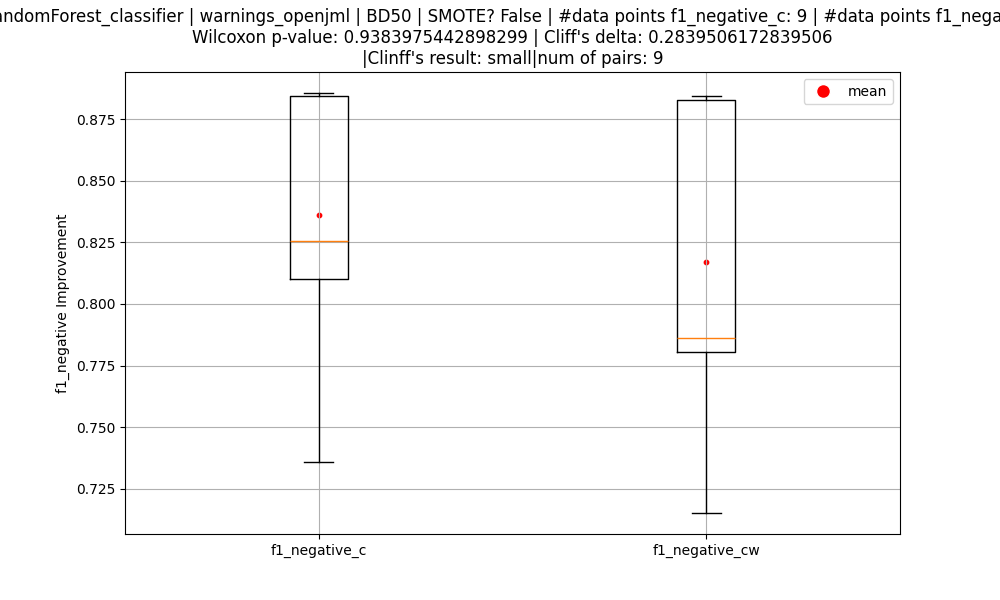 andomForest_classifier | warnings_openjml | BD50 | SMOTE? False | #data points f1_negative_c: 9 | #data points f1_nega
Wilcoxon p-value: 0.9383975442898299 | Cliff's delta: 0.2839506172839506
|Clinff's result: small|num of pairs: 9
mean
0.875
0.850
0.825
0.800
0.775
0.750
0.725
f1_negative Improvement
f1_negative_c
f1_negative_cw